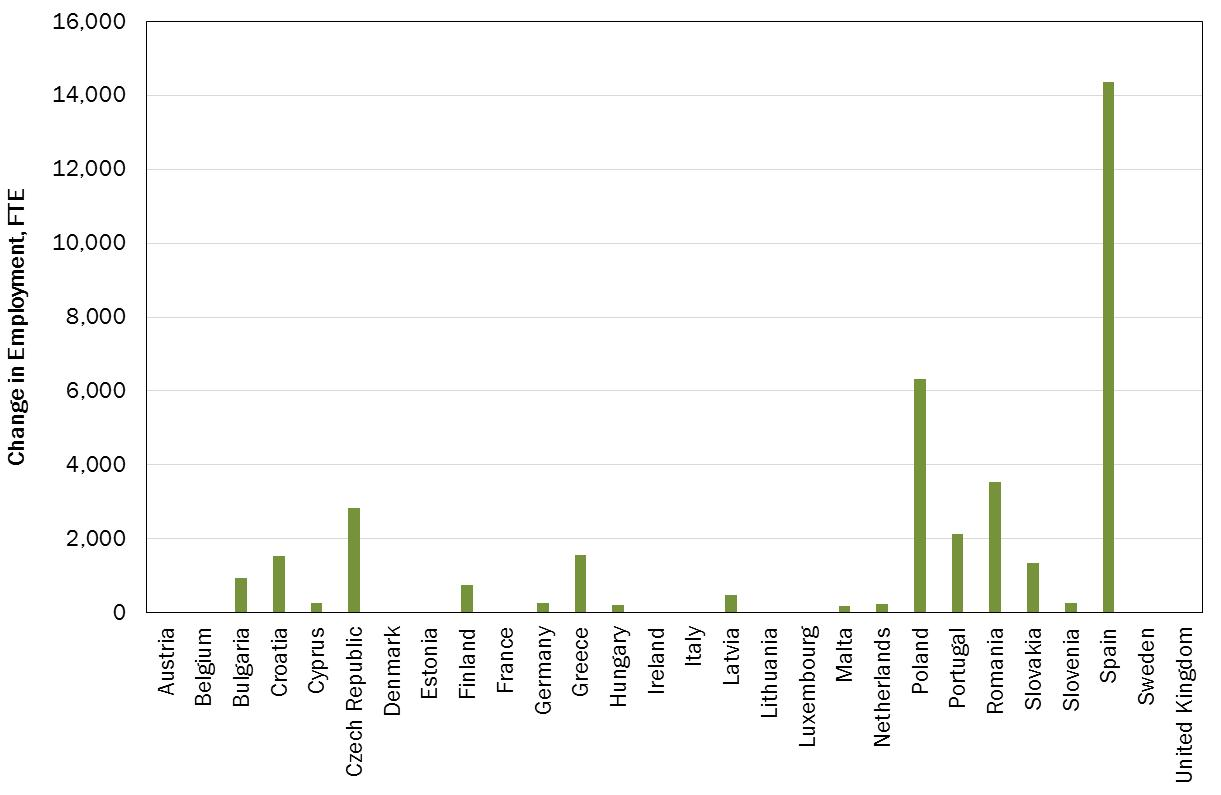 16,000
14,000
12,000
10,000
8,000
6,000
4,000
2,000
0
Change in Employment, FTE
Austria
Belgium
Bulgaria
Croatia
Cyprus
Czech Republic
Denmark
Estonia
Finland
France
Germany
Greece
Hungary
Ireland
Italy
Latvia
Lithuania
Luxembourg
Malta
Netherlands
Poland
Portugal
Romania
Slovakia
Slovenia
Spain
Sweden
United Kingdom